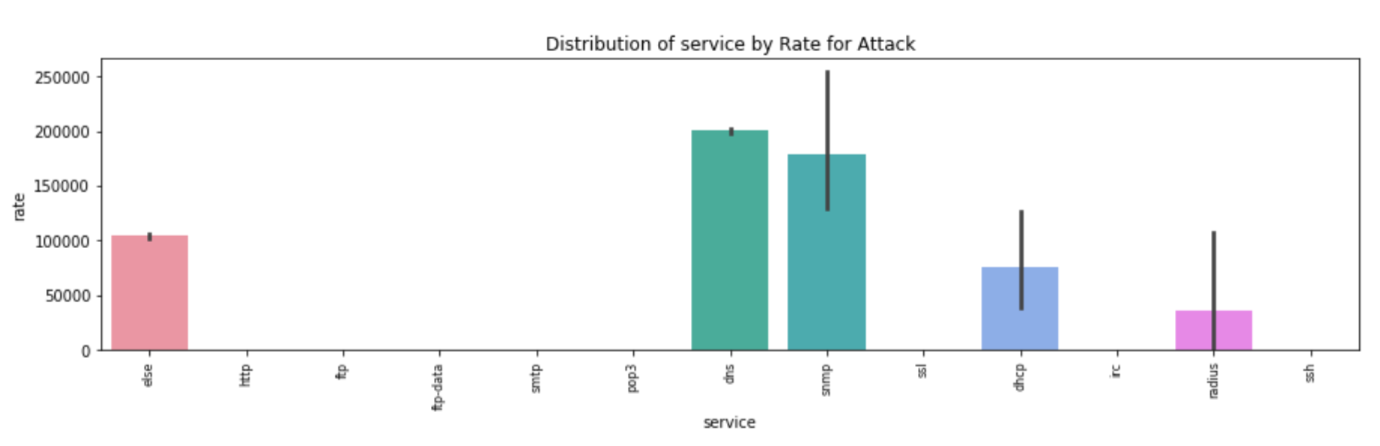 Distribution of service by Rate for Attack
250000
200000
150000
100000
50000
0
rate
else
http
ftp
ftp-data
smtp
pop3
dns
snmp
ssl
dhcp
irc
radius
ssh
service